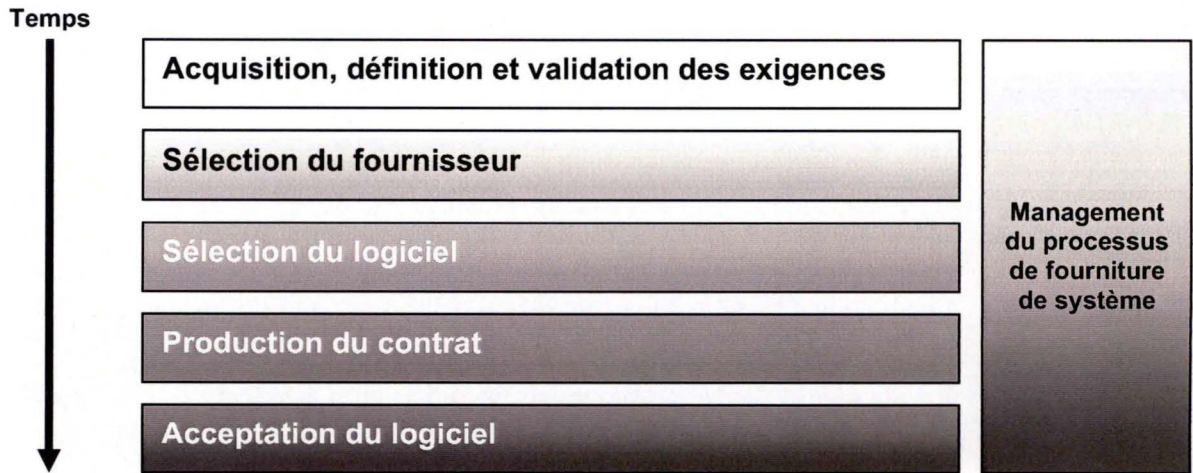 Temps
Acquisition, définition et validation des exigences
Sélection du fournisseur
Sélection du logiciel
Production du contrat
Acceptation du logiciel
Management
du processus
de fourniture
de système